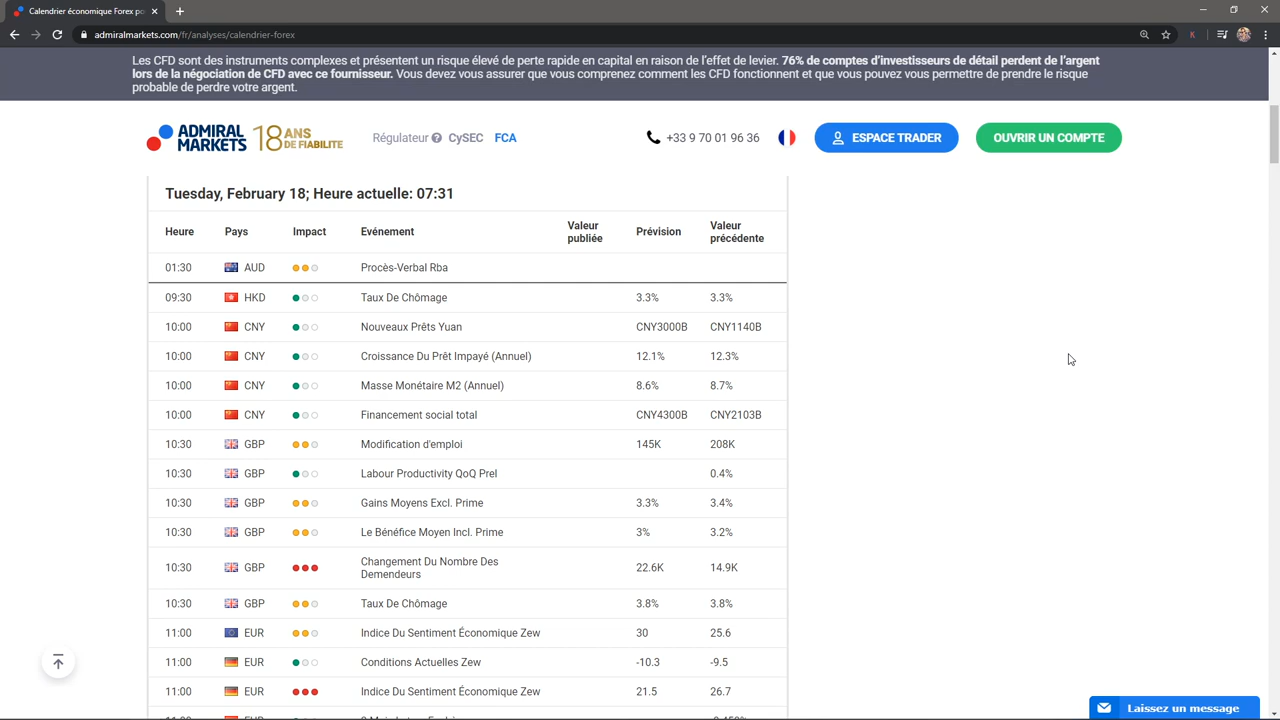 Calendrier économique Forex po
admiralmarkets.com/fr/analyses/calendrier-forex
K
Les CFD sont des instruments complexes et présentent un risque élevé de perte rapide en capital en raison de l'effet de levier. 76% de comptes d'investisseurs de détail perdent de l'argent
lors de la négociation de CFD avec ce fournisseur. Vous devez vous assurer que vous comprenez comment les CFD fonctionnent et que vous pouvez vous permettre de prendre le risque
probable de perdre votre argent.
ADMIRAL MARKETS 18 ANS DE FIABILITE Régulateur ? CySEC FCA +33 9 70 01 96 36 ESPACE TRADER OUVRIR UN COMPTE
Tuesday, February 18; Heure actuelle: 07:31
Heure Pays Impact Evénement Valeur publiée Prévision Valeur précédente
01:30 AUD Procès-Verbal Rba
09:30 HKD Taux De Chômage 3.3% 3.3%
10:00 CNY Nouveaux Prêts Yuan CNY3000B CNY1140B
10:00 CNY Croissance Du Prêt Impayé (Annuel) 12.1% 12.3%
10:00 CNY Masse Monétaire M2 (Annuel) 8.6% 8.7%
10:00 CNY Financement social total CNY4300B CNY2103B
10:30 GBP Modification d'emploi 145K 208K
10:30 GBP Labour Productivity QoQ Prel 0.4%
10:30 GBP Gains Moyens Excl. Prime 3.3% 3.4%
10:30 GBP Le Bénéfice Moyen Incl. Prime 3% 3.2%
10:30 GBP Changement Du Nombre Des Demendeurs 22.6K 14.9K
10:30 GBP Taux De Chômage 3.8% 3.8%
11:00 EUR Indice Du Sentiment Économique Zew 30 25.6
11:00 EUR Conditions Actuelles Zew -10.3 -9.5
11:00 EUR Indice Du Sentiment Économique Zew 21.5 26.7
Laissez un message